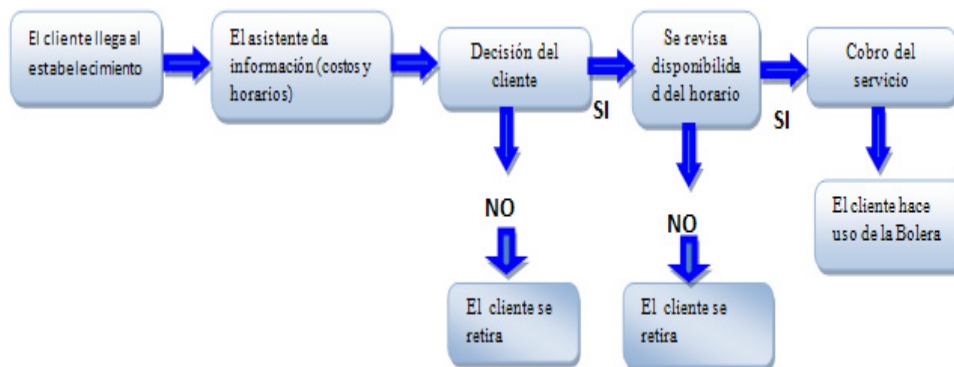 El cliente llega al
estabelecimiento
El asistente da
información (costos y
horarios)
Decisión del
cliente
SI
Se revisa
disponibilida
d del horario
SI
Cobro del
servicio
NO
El cliente se
retira
NO
El cliente se
retira
El cliente hace
uso de la Bolera